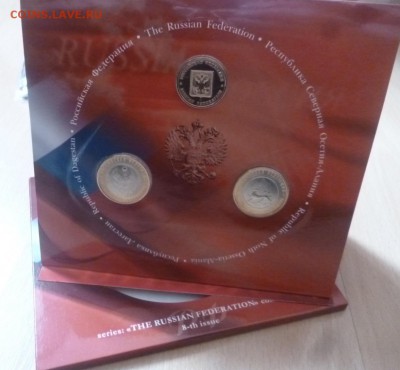 COINS.LAVE.RU
RUSSIA
• The Russian Federation • Республика Северная Осетия-Алания • Republic of North Ossetia-Alania • Республика Дагестан • Republic of Dagestan • Российская Федерация
series: «THE RUSSIAN FEDERATION»
8-th issue